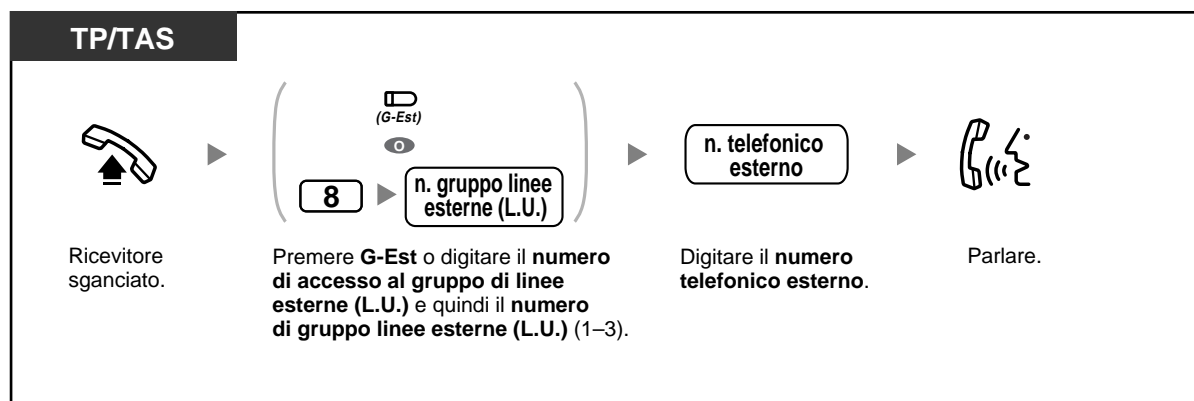 TP/TAS
(G-Est)
O
8
n. gruppo linee
esterne (L.U.)
n. telefonico
esterno
Ricevitore
sganciato.
Premere G-Est o digitare il numero
di accesso al gruppo di linee
esterne (L.U.) e quindi il numero
di gruppo linee esterne (L.U.) (1–3).
Digitare il numero
telefonico esterno.
Parlare.